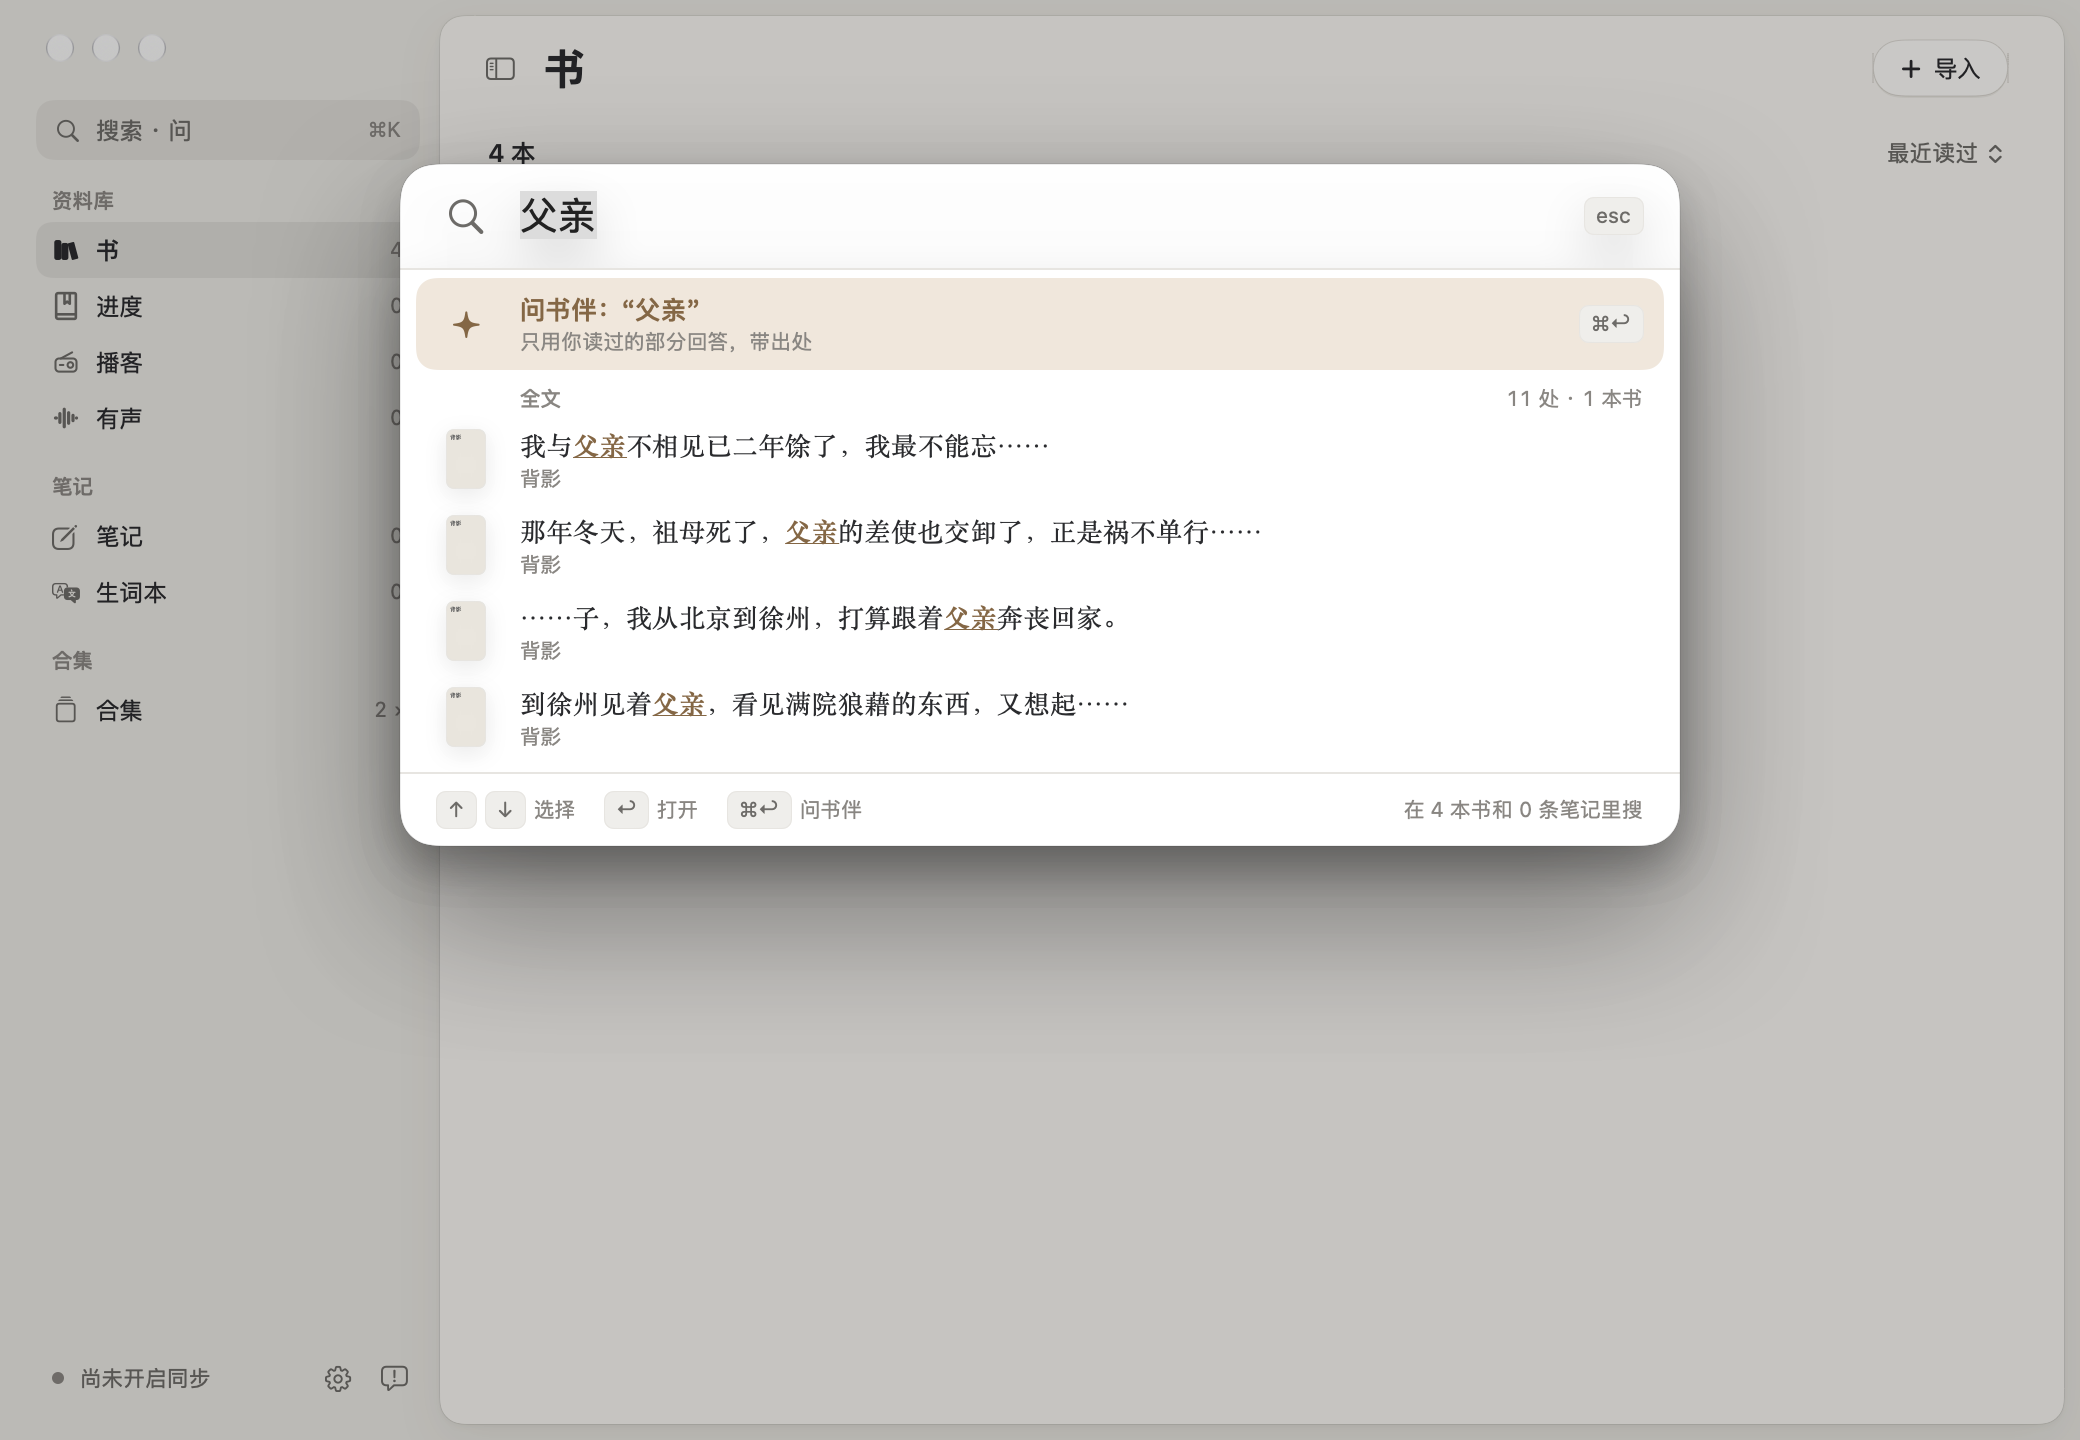 书
导入
搜索 · 问 ⌘K
4 本
最近读过
资料库
书 4
进度 0
播客 0
有声 0
笔记
笔记 0
生词本 0
合集
合集 2 ›
尚未开启同步
父亲 esc
问书伴：“父亲” ⌘↩
只用你读过的部分回答，带出处
全文 11 处 · 1 本书
我与父亲不相见已二年馀了，我最不能忘……
背影
那年冬天，祖母死了，父亲的差使也交卸了，正是祸不单行……
背影
……子，我从北京到徐州，打算跟着父亲奔丧回家。
背影
到徐州见着父亲，看见满院狼藉的东西，又想起……
背影
↑ ↓ 选择 ↩ 打开 ⌘↩ 问书伴 在 4 本书和 0 条笔记里搜